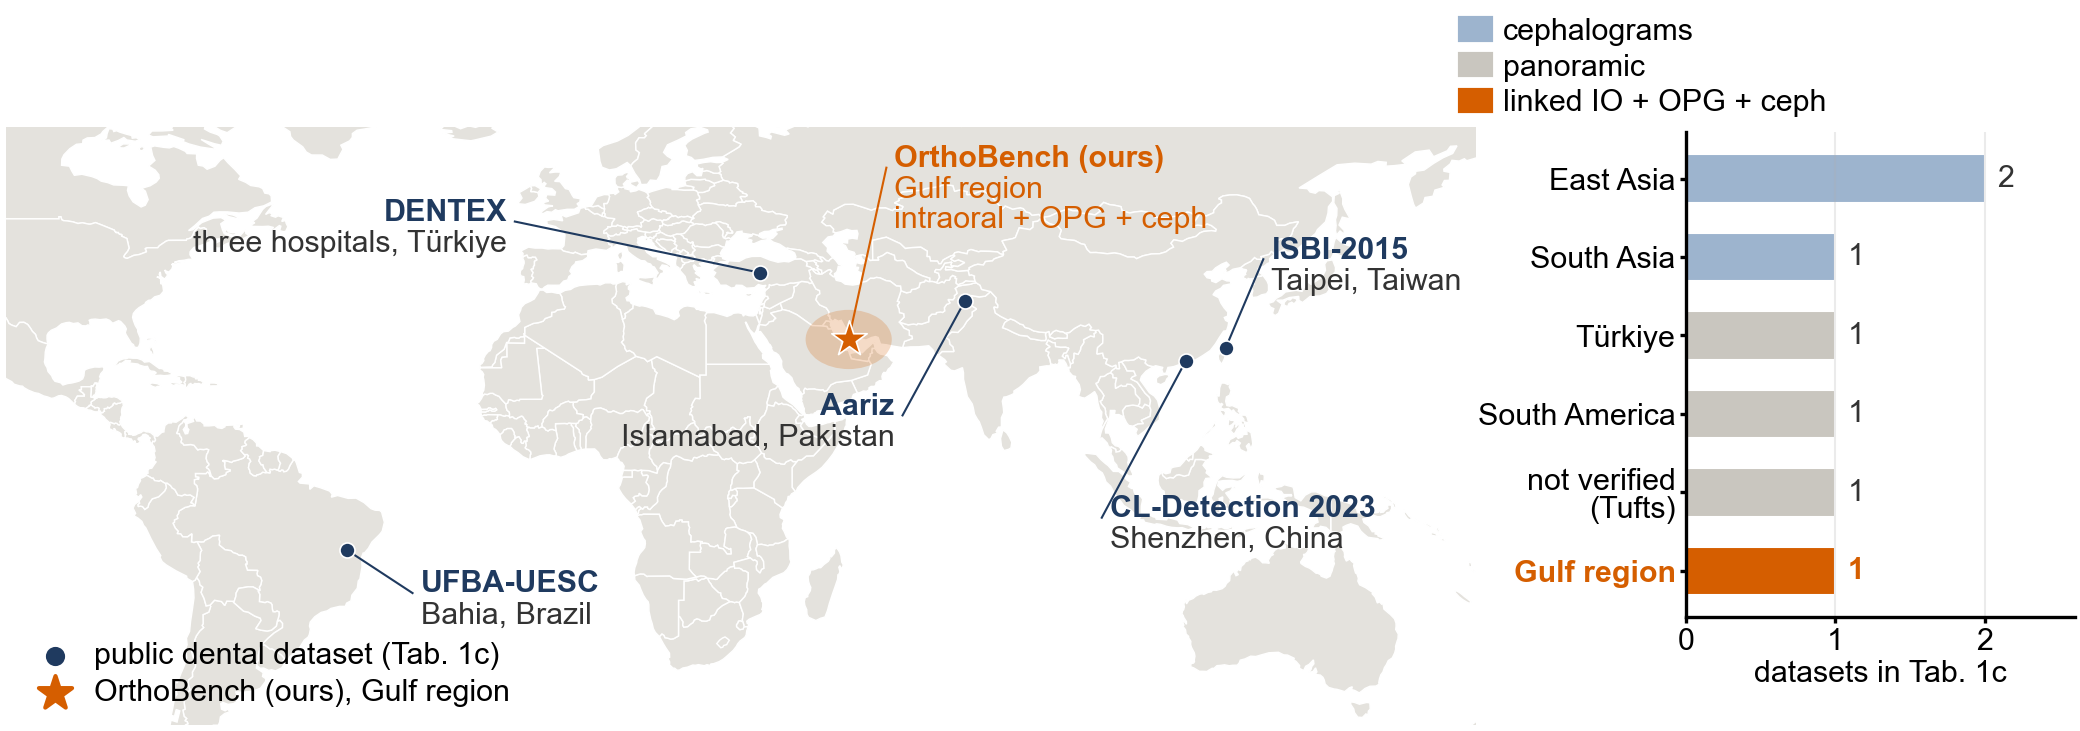 DENTEX
three hospitals, Türkiye
OrthoBench (ours)
Gulf region
intraoral + OPG + ceph
ISBI-2015
Taipei, Taiwan
Aariz
Islamabad, Pakistan
CL-Detection 2023
Shenzhen, China
UFBA-UESC
Bahia, Brazil
public dental dataset (Tab. 1c)
OrthoBench (ours), Gulf region
cephalograms
panoramic
linked IO + OPG + ceph
East Asia
2
South Asia
1
Türkiye
1
South America
1
not verified
(Tufts)
1
Gulf region
1
0 1 2
datasets in Tab. 1c